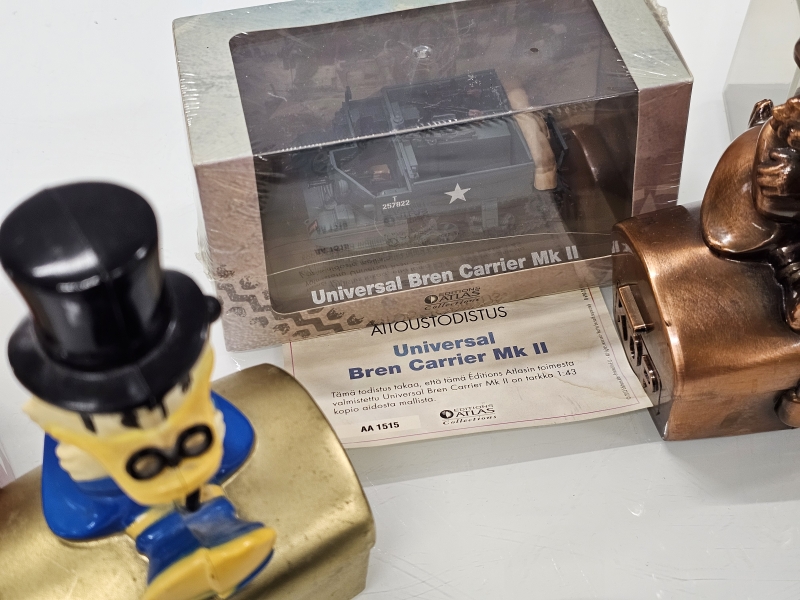 T
257822
Universal Bren Carrier Mk II
EDITIONS
ATLAS
Collections
AITOUSTODISTUS
Universal
Bren Carrier Mk II
Tämä todistus takaa, että tämä Editions Atlasin toimesta
valmistettu Universal Bren Carrier Mk II on tarkka 1:43
kopio aidosta mallista.
AA 1515
EDITIONS
ATLAS
Collections